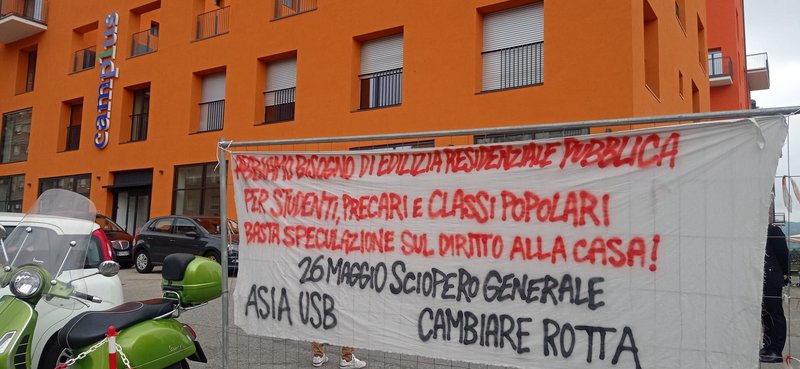 campus
ABBIAMO BISOGNO DI EDILIZIA RESIDENZIALE PUBBLICA
PER STUDENTI, PRECARI E CLASSI POPOLARI
BASTA SPECULAZIONE SUL DIRITTO ALLA CASA!
26 MAGGIO SCIOPERO GENERALE
ASIA USB CAMBIARE ROTTA